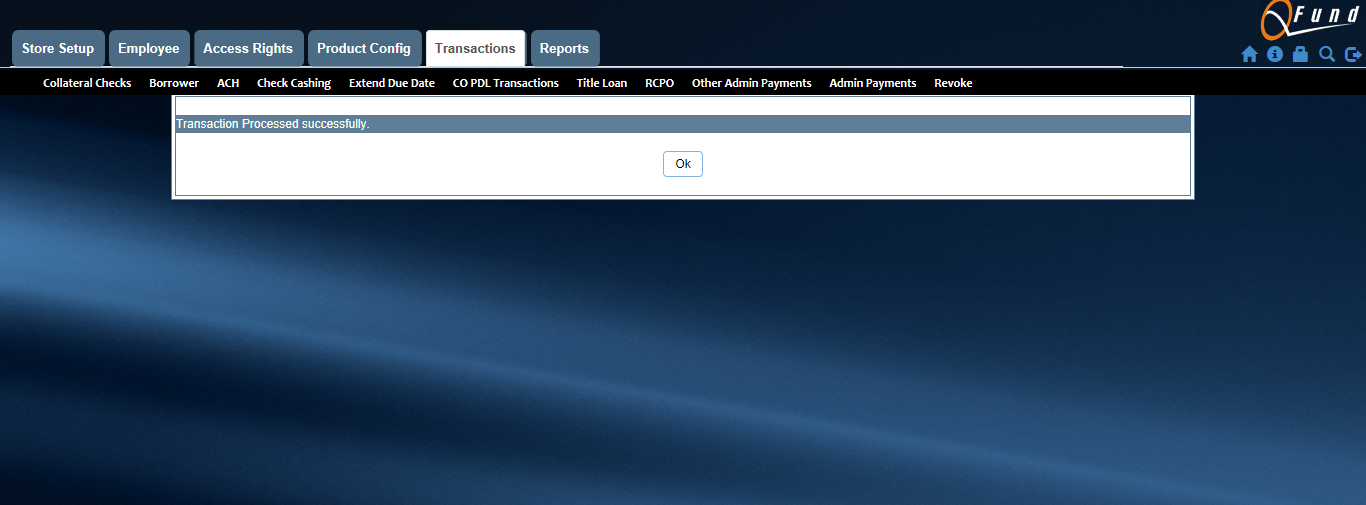 Fund
Store Setup Employee Access Rights Product Config Transactions Reports
Collateral Checks Borrower ACH Check Cashing Extend Due Date CO PDL Transactions Title Loan RCPO Other Admin Payments Admin Payments Revoke
Transaction Processed successfully.
Ok